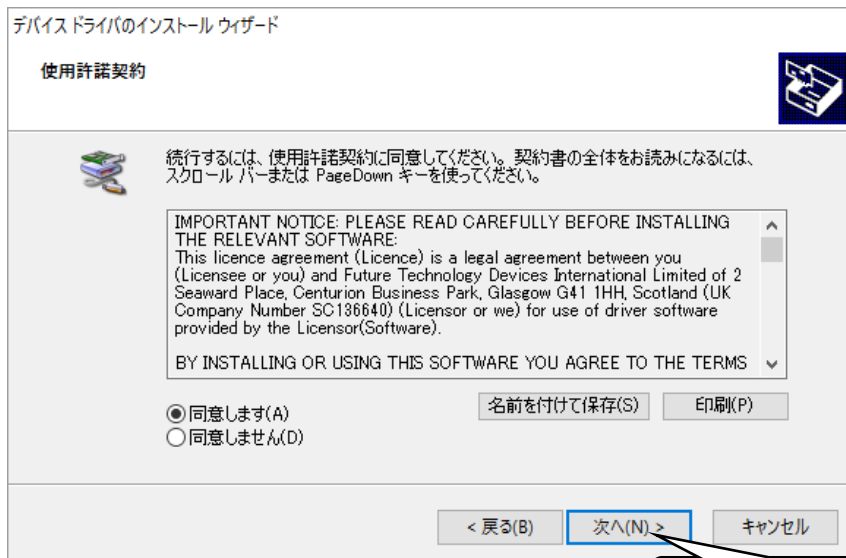 デバイス ドライバのインストール ウィザード
使用許諾契約
続行するには、使用許諾契約に同意してください。契約書の全体をお読みになるには、
スクロール バーまたは PageDown キーを使ってください。
IMPORTANT NOTICE: PLEASE READ CAREFULLY BEFORE INSTALLING
THE RELEVANT SOFTWARE:
This licence agreement (Licence) is a legal agreement between you
(Licensee or you) and Future Technology Devices International Limited of 2
Seaward Place, Centurion Business Park, Glasgow G41 1HH, Scotland (UK
Company Number SC136640) (Licensor or we) for use of driver software
provided by the Licensor(Software).
BY INSTALLING OR USING THIS SOFTWARE YOU AGREE TO THE TERMS
名前を付けて保存(S) 印刷(P)
同意します(A)
同意しません(D)
< 戻る(B) 次へ(N) > キャンセル